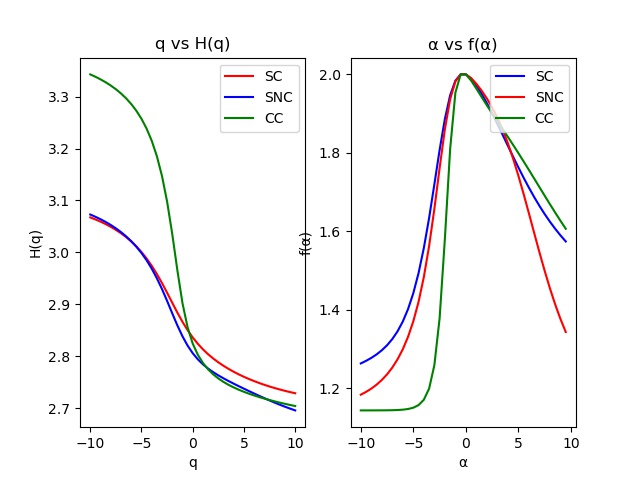 q vs H(q)
SC
SNC
CC
3.3
3.2
3.1
3.0
2.9
2.8
2.7
H(q)
−10
−5
0
5
10
q
α vs f(α)
SC
SNC
CC
2.0
1.8
1.6
1.4
1.2
f(α)
−10
−5
0
5
10
α